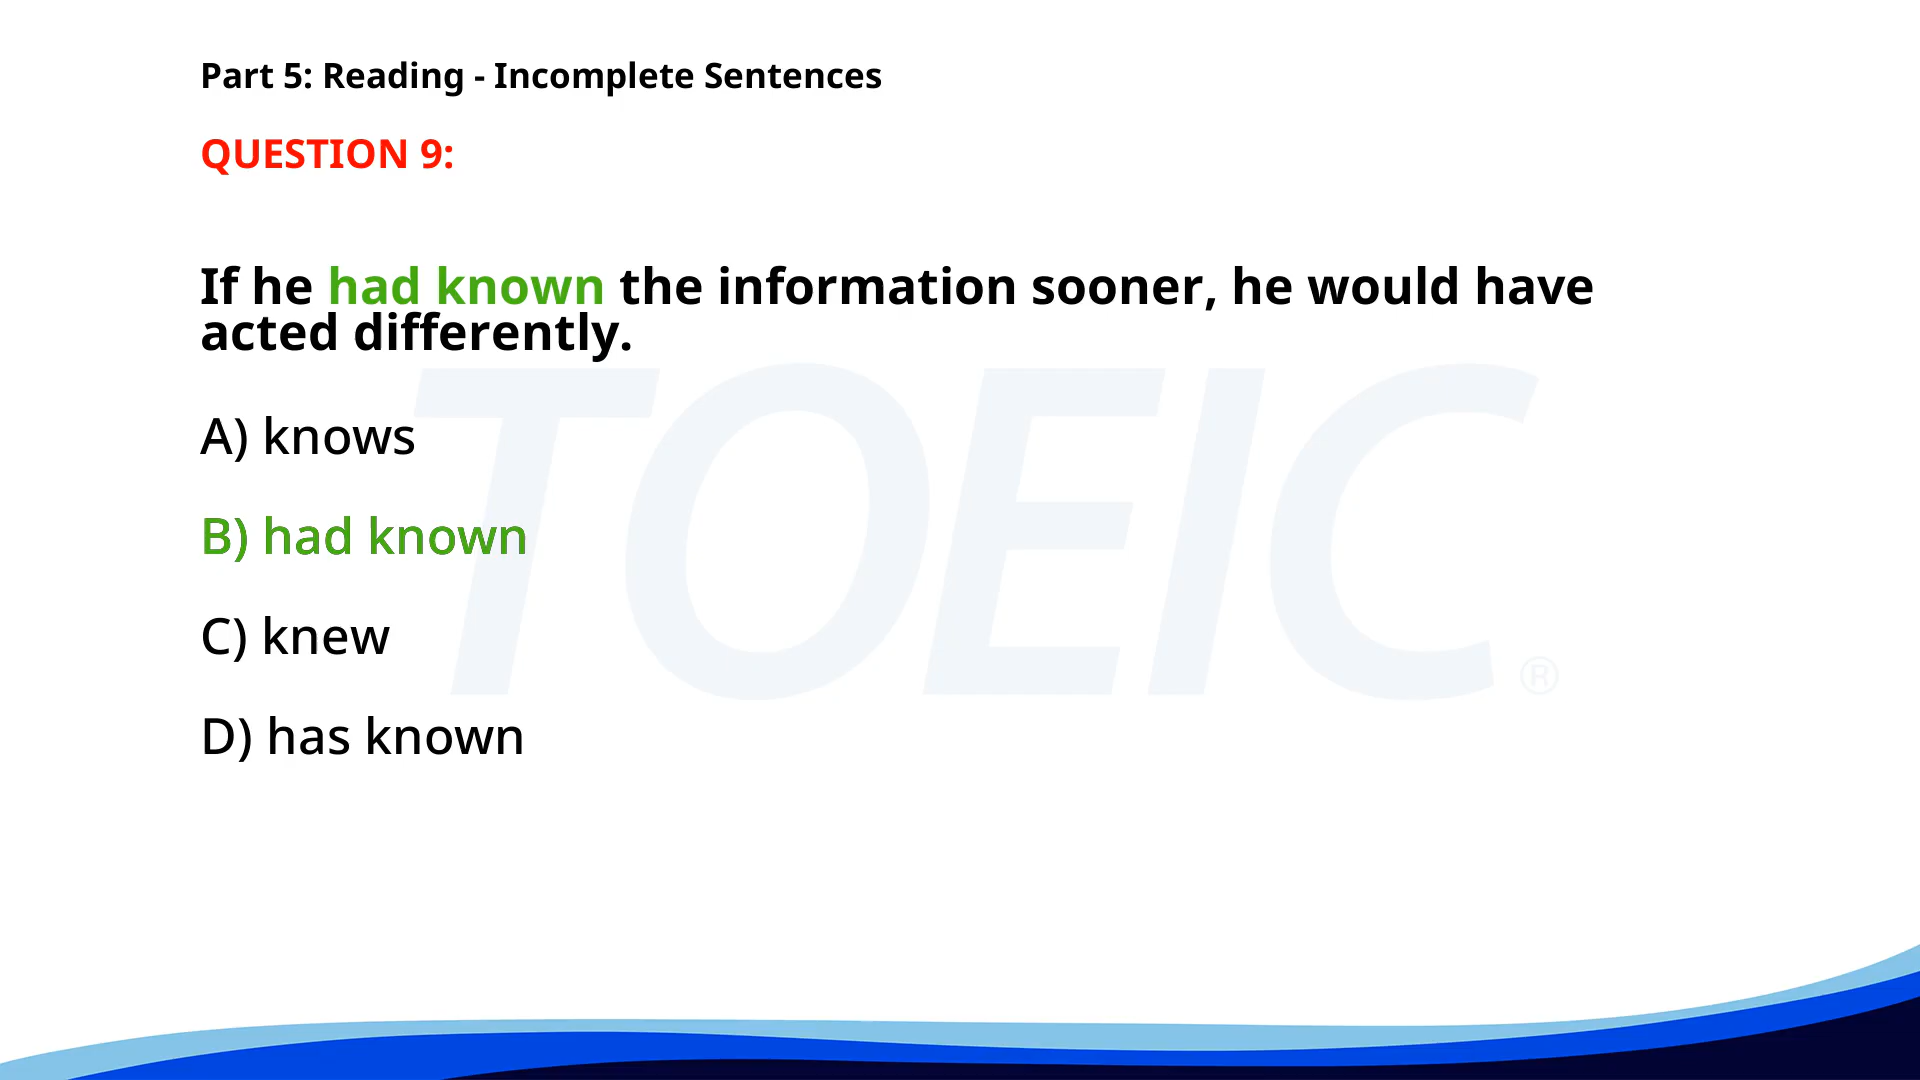 Part 5: Reading - Incomplete Sentences
QUESTION 9:
If he had known the information sooner, he would have
acted differently.
TOEIC®
A) knows
B) had known
C) knew
D) has known